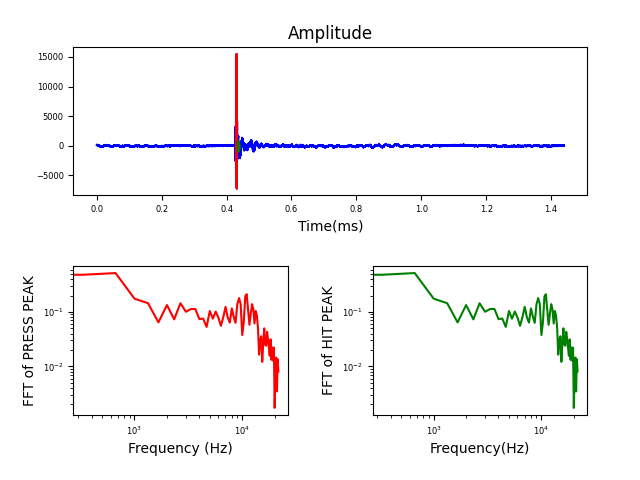 Amplitude
15000
10000
5000
0
−5000
0.0 0.2 0.4 0.6 0.8 1.0 1.2 1.4
Time(ms)
FFT of PRESS PEAK
10⁻¹
10⁻²
10³ 10⁴
Frequency (Hz)
FFT of HIT PEAK
10⁻¹
10⁻²
10³ 10⁴
Frequency(Hz)